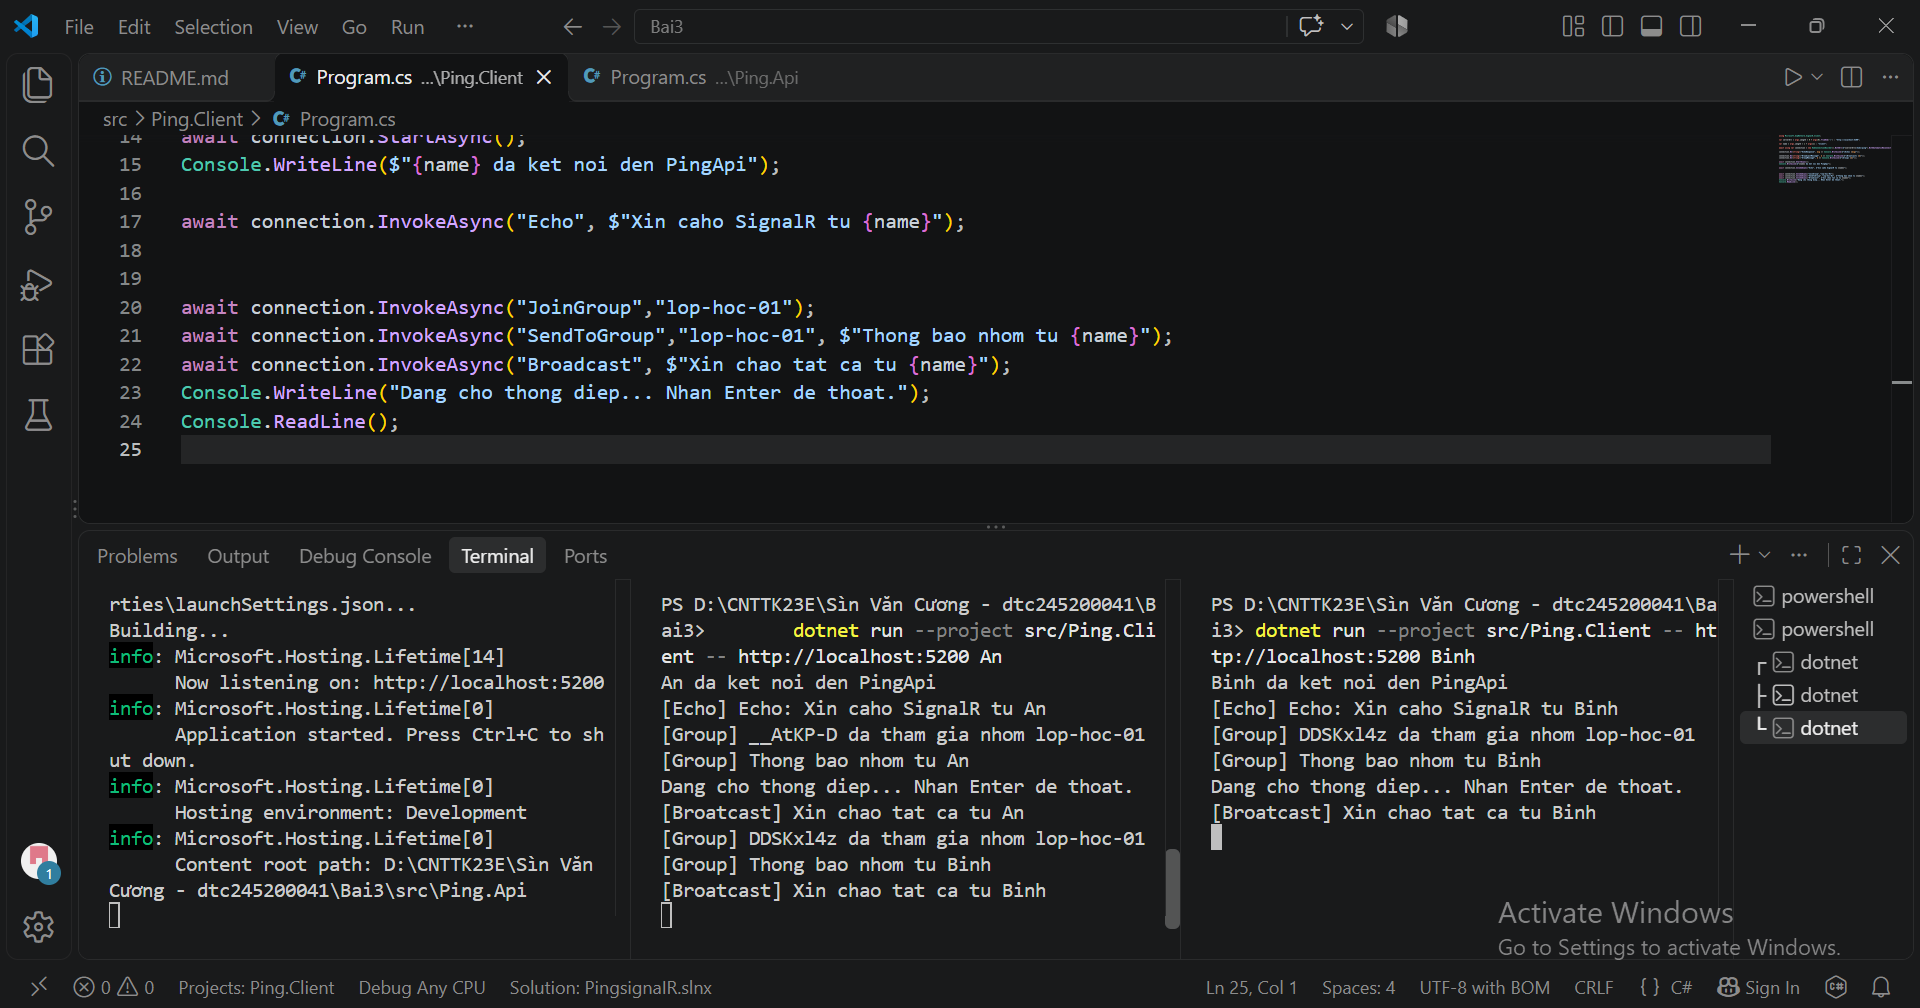 File Edit Selection View Go Run ··· Bai3
README.md Program.cs ...\Ping.Client Program.cs ...\Ping.Api
src > Ping.Client > Program.cs
14 await connection.StartAsync();
15 Console.WriteLine($"{name} da ket noi den PingApi");
16
17 await connection.InvokeAsync("Echo", $"Xin caho SignalR tu {name}");
18
19
20 await connection.InvokeAsync("JoinGroup","lop-hoc-01");
21 await connection.InvokeAsync("SendToGroup","lop-hoc-01", $"Thong bao nhom tu {name}");
22 await connection.InvokeAsync("Broadcast", $"Xin chao tat ca tu {name}");
23 Console.WriteLine("Dang cho thong diep... Nhan Enter de thoat.");
24 Console.ReadLine();
25
Problems Output Debug Console Terminal Ports
rties\launchSettings.json...
Building...
info: Microsoft.Hosting.Lifetime[14]
Now listening on: http://localhost:5200
info: Microsoft.Hosting.Lifetime[0]
Application started. Press Ctrl+C to sh
ut down.
info: Microsoft.Hosting.Lifetime[0]
Hosting environment: Development
info: Microsoft.Hosting.Lifetime[0]
Content root path: D:\CNTTK23E\Sìn Văn
Cương - dtc245200041\Bai3\src\Ping.Api
PS D:\CNTTK23E\Sìn Văn Cương - dtc245200041\B
ai3> dotnet run --project src/Ping.Cli
ent -- http://localhost:5200 An
An da ket noi den PingApi
[Echo] Echo: Xin caho SignalR tu An
[Group] __AtKP-D da tham gia nhom lop-hoc-01
[Group] Thong bao nhom tu An
Dang cho thong diep... Nhan Enter de thoat.
[Broatcast] Xin chao tat ca tu An
[Group] DDSKxl4z da tham gia nhom lop-hoc-01
[Group] Thong bao nhom tu Binh
[Broatcast] Xin chao tat ca tu Binh
PS D:\CNTTK23E\Sìn Văn Cương - dtc245200041\Ba
i3> dotnet run --project src/Ping.Client -- ht
tp://localhost:5200 Binh
Binh da ket noi den PingApi
[Echo] Echo: Xin caho SignalR tu Binh
[Group] DDSKxl4z da tham gia nhom lop-hoc-01
[Group] Thong bao nhom tu Binh
Dang cho thong diep... Nhan Enter de thoat.
[Broatcast] Xin chao tat ca tu Binh
powershell
powershell
dotnet
dotnet
dotnet
1
Activate Windows
Go to Settings to activate Windows.
0 0 Projects: Ping.Client Debug Any CPU Solution: PingsignalR.slnx Ln 25, Col 1 Spaces: 4 UTF-8 with BOM CRLF { } C# Sign In